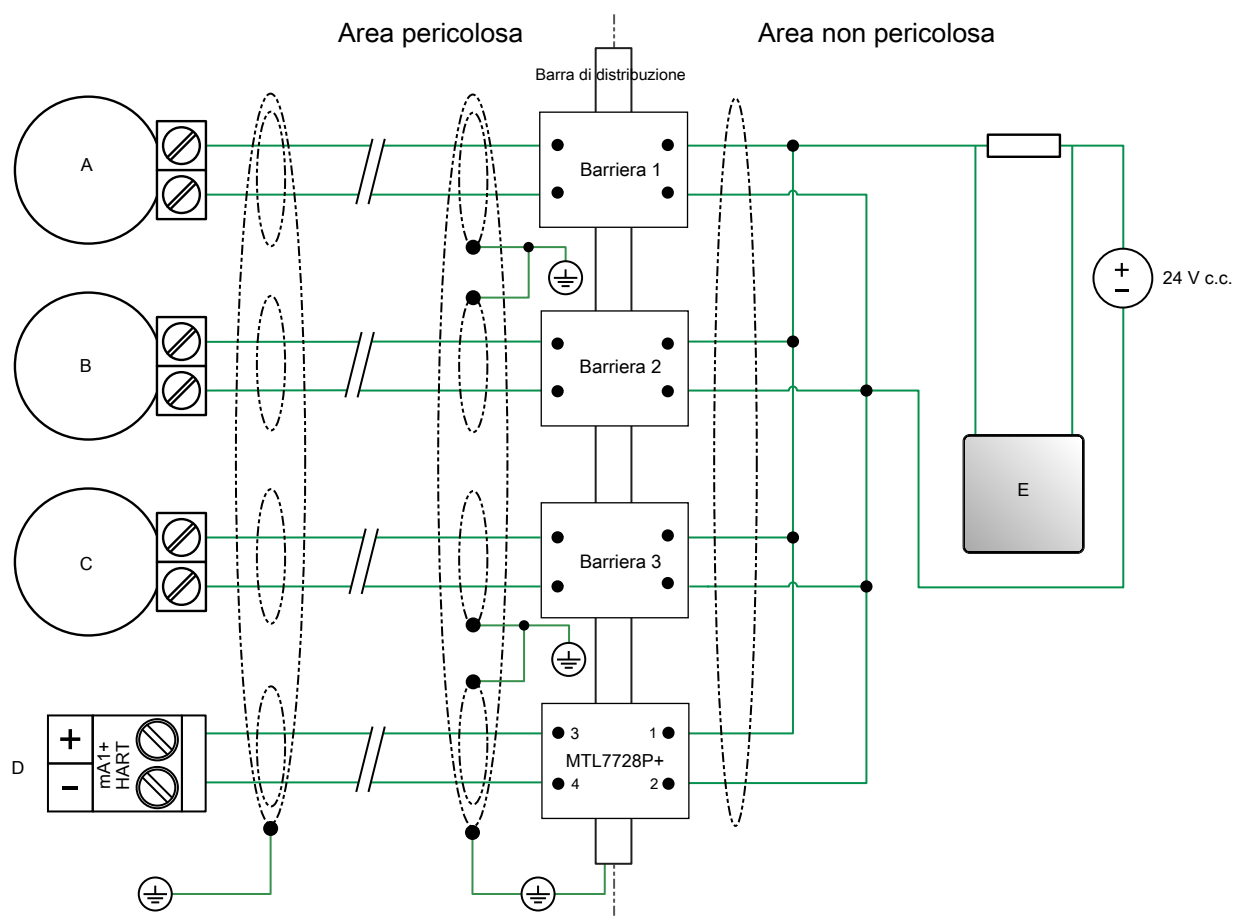 Area pericolosa
Area non pericolosa
Barra di distribuzione
A
Barriera 1
+
−
24 V c.c.
B
Barriera 2
E
C
Barriera 3
D
+
−
mA1+
HART
3
1
MTL7728P+
4
2